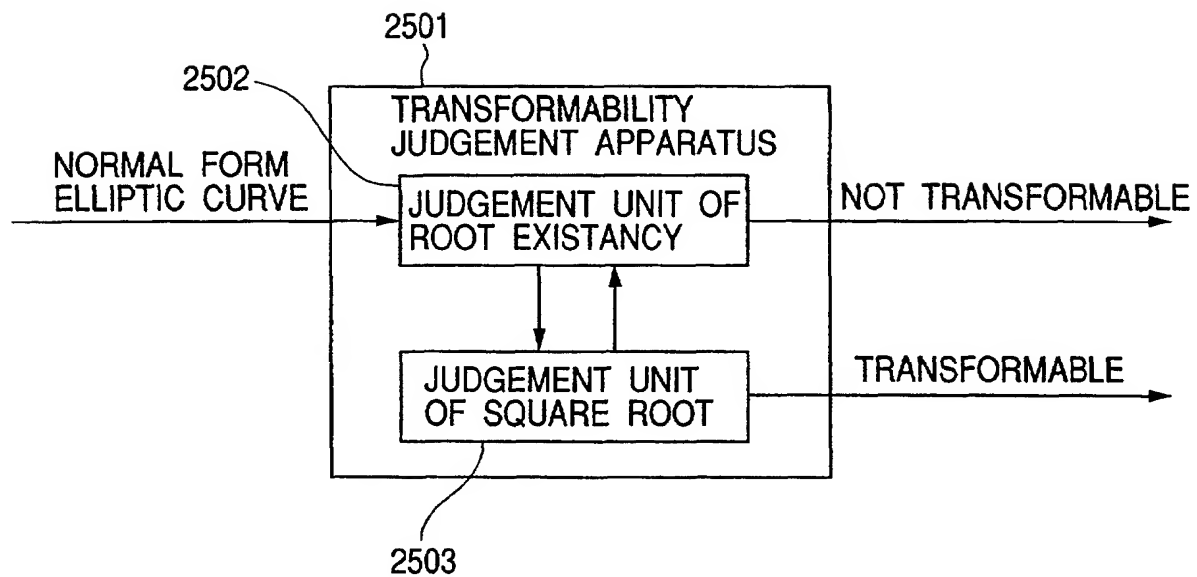 2501
2502
TRANSFORMABILITY
JUDGEMENT APPARATUS
NORMAL FORM
ELLIPTIC CURVE
JUDGEMENT UNIT OF
ROOT EXISTANCY
NOT TRANSFORMABLE
JUDGEMENT UNIT
OF SQUARE ROOT
TRANSFORMABLE
2503